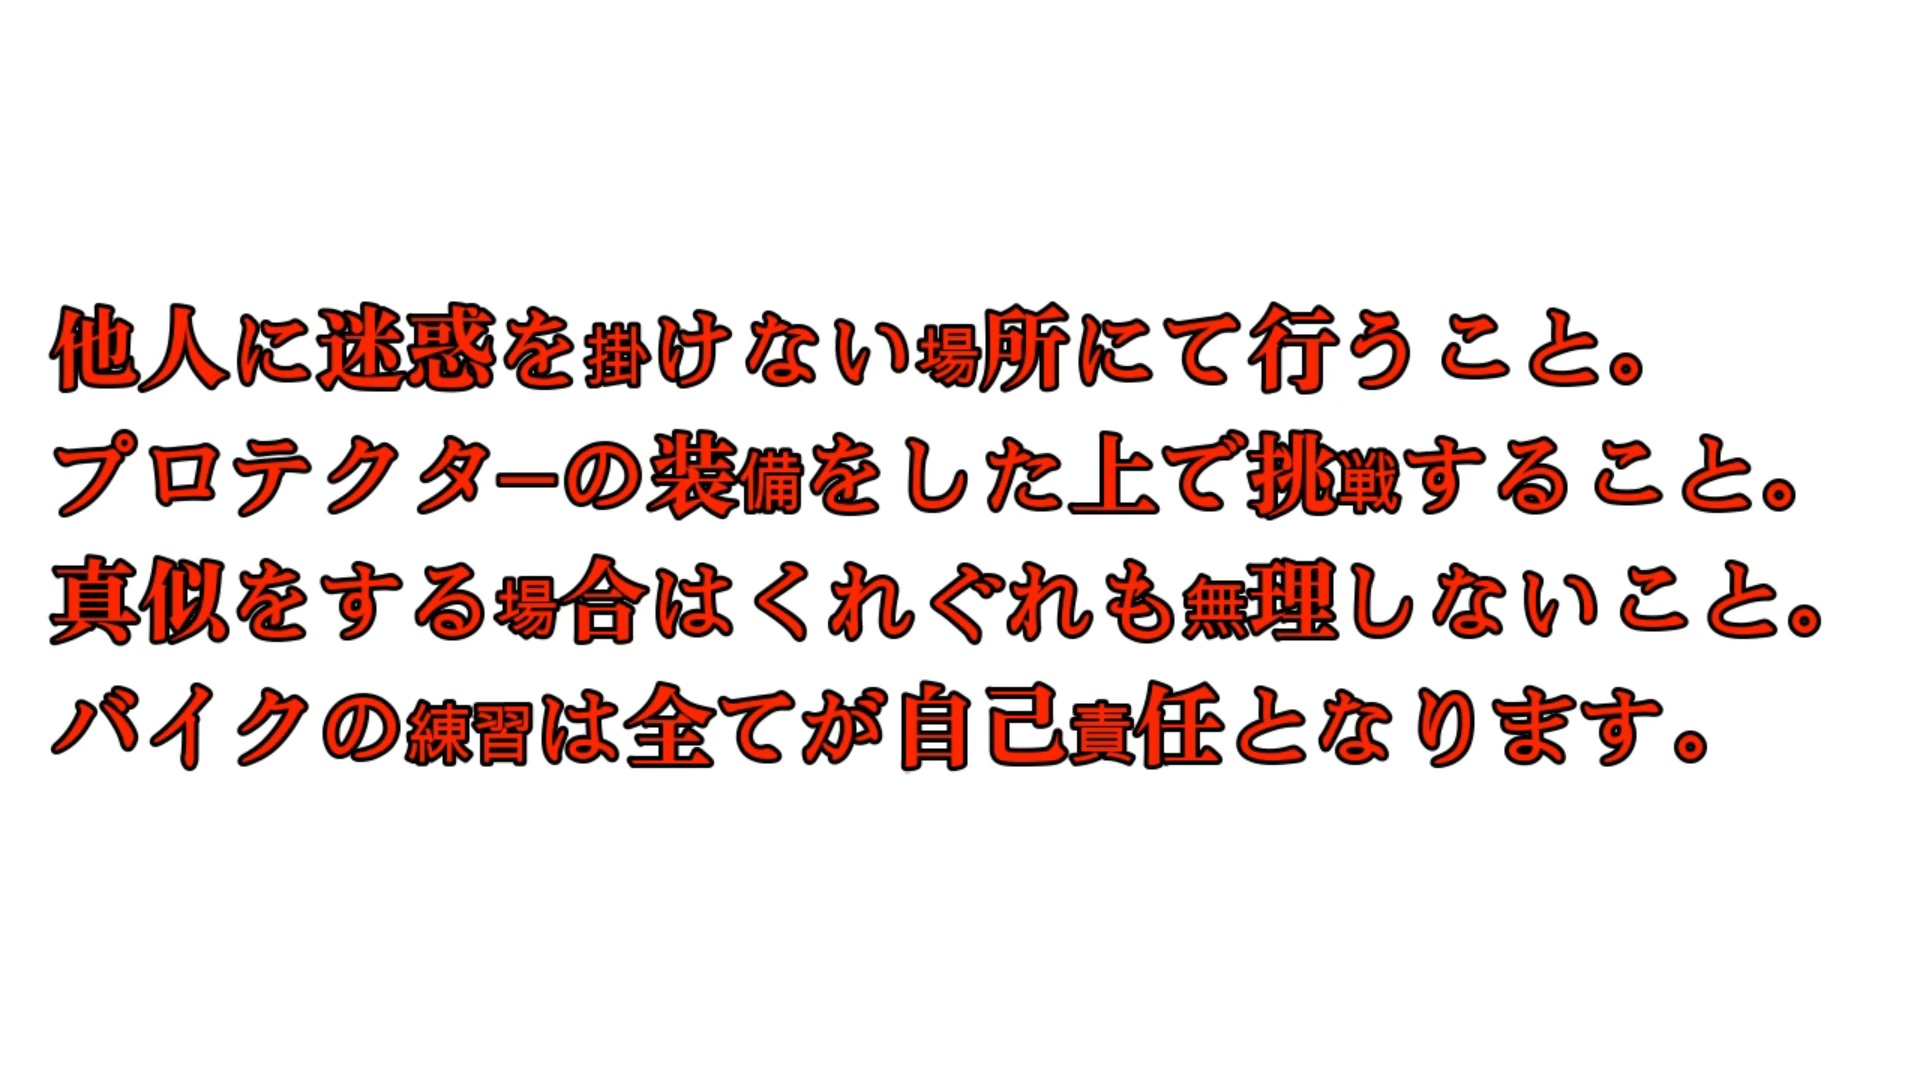 他人に迷惑を掛けない場所にて行うこと。
プロテクターの装備をした上で挑戦すること。
真似をする場合はくれぐれも無理しないこと。
バイクの練習は全てが自己責任となります。